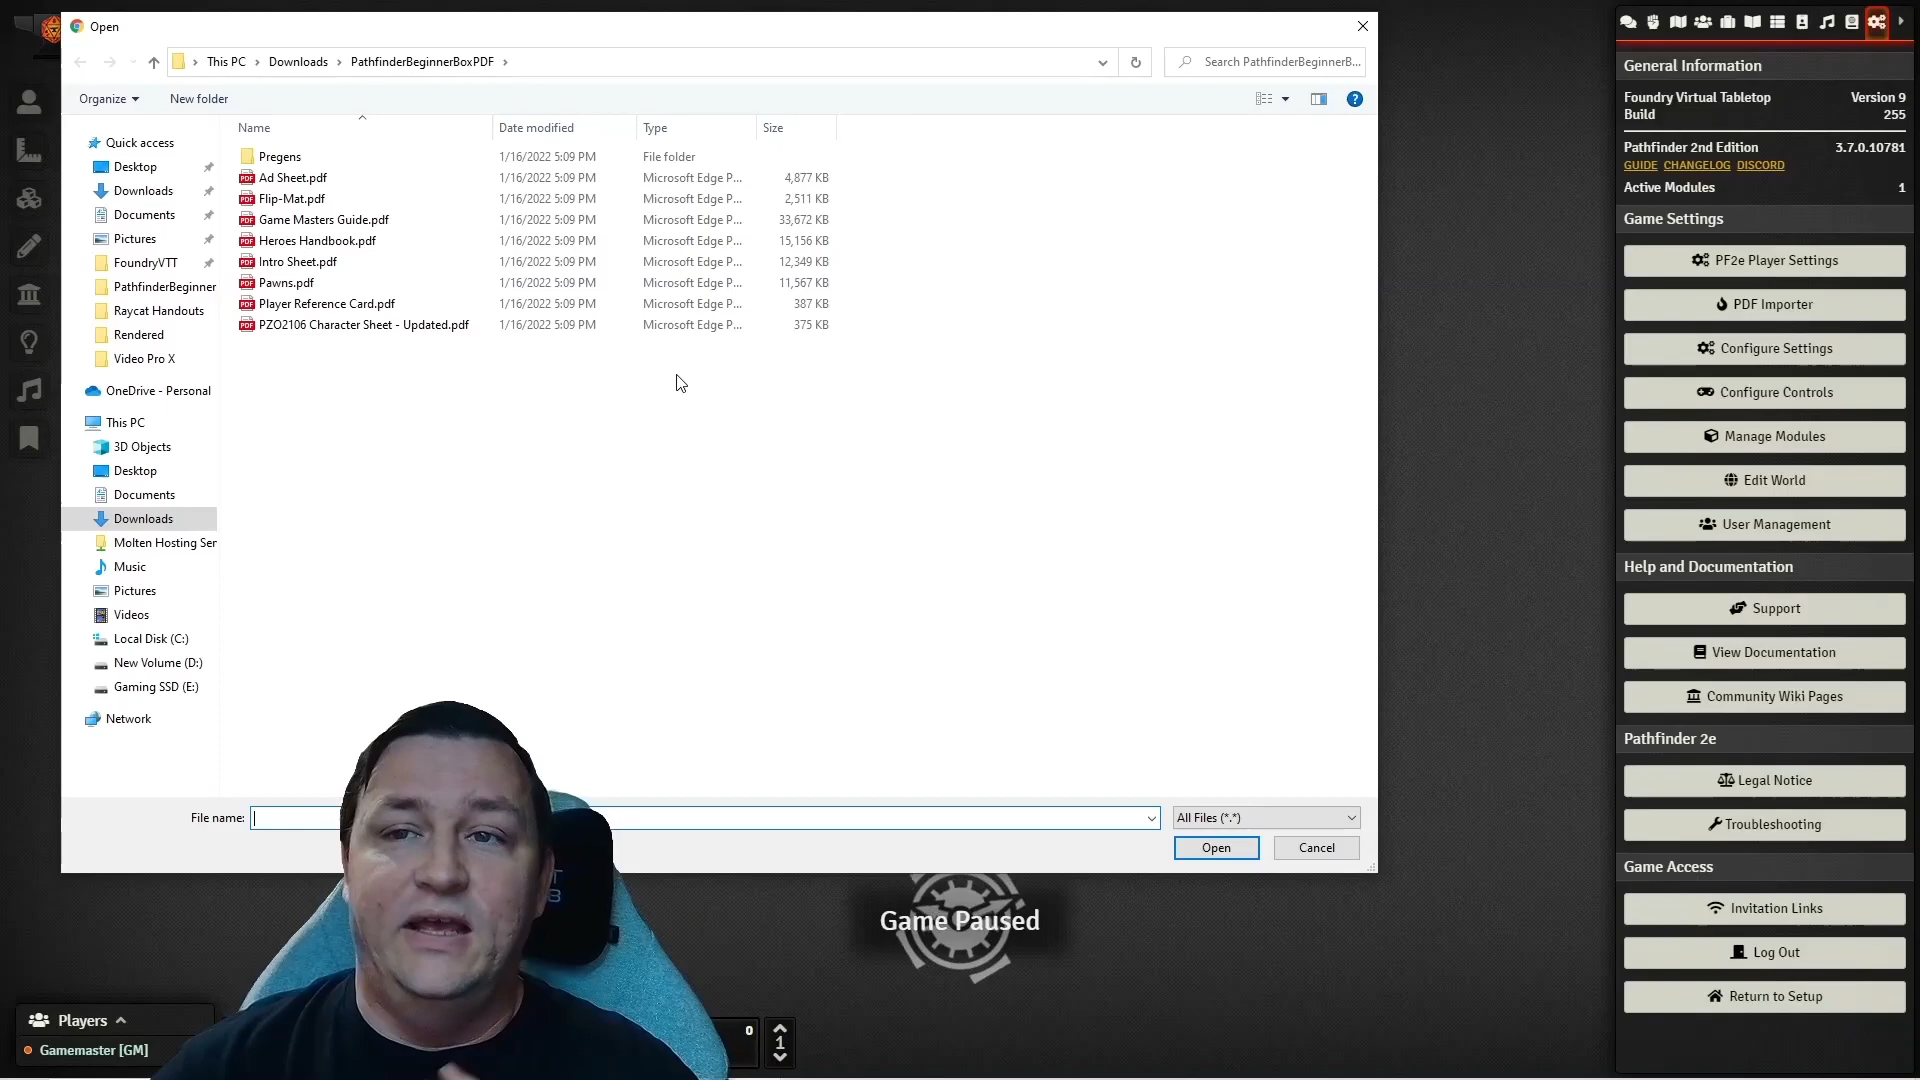 Open
This PC > Downloads > PathfinderBeginnerBoxPDF >
Search PathfinderBeginnerB...
Organize
New folder
Name
Date modified
Type
Size
Quick access
Desktop
Downloads
Documents
Pictures
FoundryVTT
PathfinderBeginner
Raycat Handouts
Rendered
Video Pro X
OneDrive - Personal
This PC
3D Objects
Desktop
Documents
Downloads
Molten Hosting Ser
Music
Pictures
Videos
Local Disk (C:)
New Volume (D:)
Gaming SSD (E:)
Network
Pregens 1/16/2022 5:09 PM File folder
Ad Sheet.pdf 1/16/2022 5:09 PM Microsoft Edge P... 4,877 KB
Flip-Mat.pdf 1/16/2022 5:09 PM Microsoft Edge P... 2,511 KB
Game Masters Guide.pdf 1/16/2022 5:09 PM Microsoft Edge P... 33,672 KB
Heroes Handbook.pdf 1/16/2022 5:09 PM Microsoft Edge P... 15,156 KB
Intro Sheet.pdf 1/16/2022 5:09 PM Microsoft Edge P... 12,349 KB
Pawns.pdf 1/16/2022 5:09 PM Microsoft Edge P... 11,567 KB
Player Reference Card.pdf 1/16/2022 5:09 PM Microsoft Edge P... 387 KB
PZO2106 Character Sheet - Updated.pdf 1/16/2022 5:09 PM Microsoft Edge P... 375 KB
File name:
All Files (*.*)
Open
Cancel
Game Paused
Players
Gamemaster [GM]
0
1
General Information
Foundry Virtual Tabletop Version 9
Build 255
Pathfinder 2nd Edition 3.7.0.10781
GUIDE CHANGELOG DISCORD
Active Modules 1
Game Settings
PF2e Player Settings
PDF Importer
Configure Settings
Configure Controls
Manage Modules
Edit World
User Management
Help and Documentation
Support
View Documentation
Community Wiki Pages
Pathfinder 2e
Legal Notice
Troubleshooting
Game Access
Invitation Links
Log Out
Return to Setup